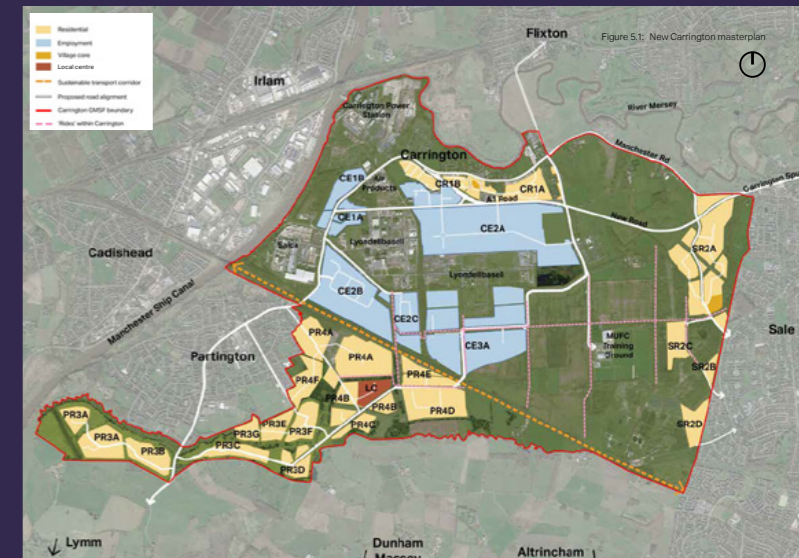 Residential
Employment
Village core
Local centre
Sustainable transport corridor
Proposed road alignment
Carrington GMSF boundary
'Rides' within Carrington
Flixton
Figure 5.1: New Carrington masterplan
Irlam
Carrington Power
Station
River Mersey
Manchester Rd
Carrington
Carrington Spur
CE1B
Air
Products
CR1B
CR1A
A1 Road
CE1A
New Road
CE2A
SR2A
Cadishead
Saica
Lyondellbasell
Lyondellbasell
CE2B
Manchester Ship Canal
CE2C
Sale
PR4A
MUFC
Training
Ground
CE3A
SR2C
Partington
PR4A
SR2B
PR4F
PR4E
LC
PR4B
PR4B
PR4D
PR3A
PR3E
PR4C
SR2D
PR3A
PR3G
PR3F
PR3B
PR3C
PR3D
Lymm
Dunham
Massey
Altrincham